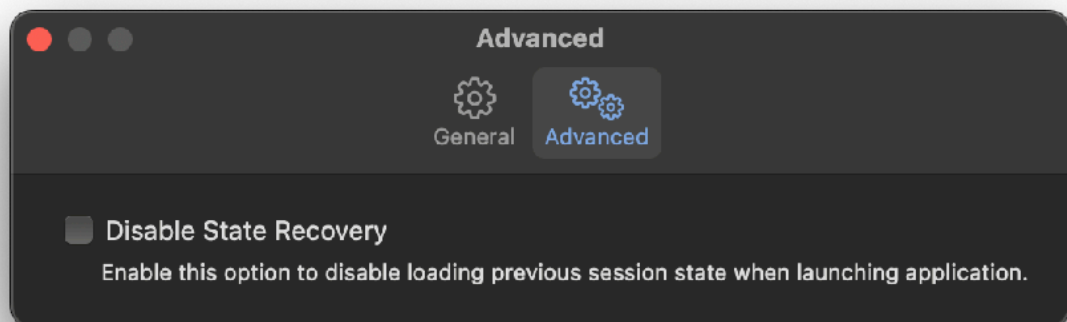 Advanced
General
Advanced
Disable State Recovery
Enable this option to disable loading previous session state when launching application.